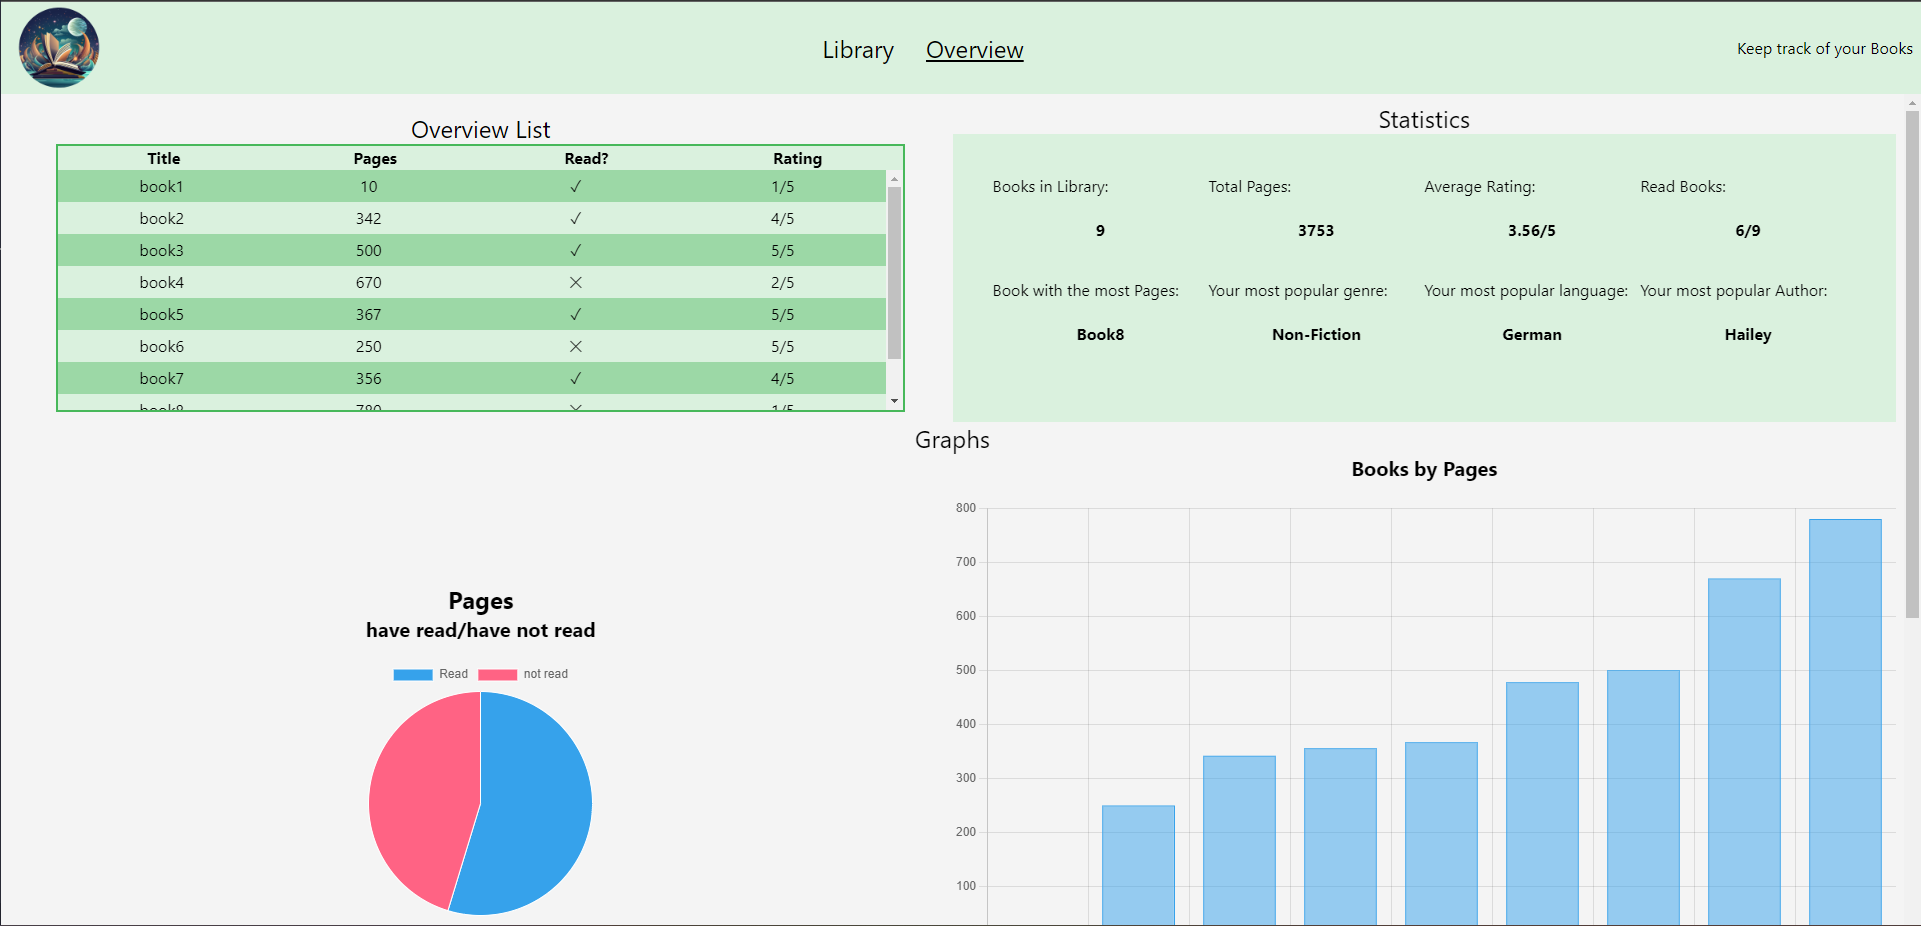 Library Overview Keep track of your Books
Overview List
Title Pages Read? Rating
book1 10 ✓ 1/5
book2 342 ✓ 4/5
book3 500 ✓ 5/5
book4 670 ✕ 2/5
book5 367 ✓ 5/5
book6 250 ✕ 5/5
book7 356 ✓ 4/5
book8 780 ✕ 1/5
Statistics
Books in Library: Total Pages: Average Rating: Read Books:
9 3753 3.56/5 6/9
Book with the most Pages: Your most popular genre: Your most popular language: Your most popular Author:
Book8 Non-Fiction German Hailey
Graphs
Pages
have read/have not read
Read not read
Books by Pages
800
700
600
500
400
300
200
100